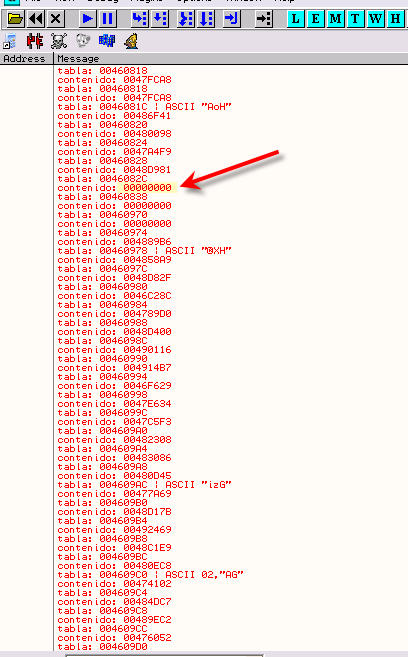 L E M T W H
Address Message
tabla: 00460818
contenido: 0047FCA8
tabla: 00460818
contenido: 0047FCA8
tabla: 0046081C | ASCII "AoH"
contenido: 00486F41
tabla: 00460820
contenido: 00480098
tabla: 00460824
contenido: 0047A4F9
tabla: 00460828
contenido: 0048D981
tabla: 0046082C
contenido: 00000000
tabla: 00460838
contenido: 00000000
tabla: 00460970
contenido: 00000000
tabla: 00460974
contenido: 004889B6
tabla: 00460978 | ASCII "@XH"
contenido: 004858A9
tabla: 0046097C
contenido: 0048D82F
tabla: 00460980
contenido: 0046C28C
tabla: 00460984
contenido: 004789D0
tabla: 00460988
contenido: 0048D400
tabla: 0046098C
contenido: 00490116
tabla: 00460990
contenido: 004914B7
tabla: 00460994
contenido: 0046F629
tabla: 00460998
contenido: 0047E634
tabla: 0046099C
contenido: 0047C5F3
tabla: 004609A0
contenido: 00482308
tabla: 004609A4
contenido: 00483086
tabla: 004609A8
contenido: 00480D45
tabla: 004609AC | ASCII "izG"
contenido: 00477A69
tabla: 004609B0
contenido: 0048D17B
tabla: 004609B4
contenido: 00492469
tabla: 004609B8
contenido: 0048C1E9
tabla: 004609BC
contenido: 00480EC8
tabla: 004609C0 | ASCII 02,"AG"
contenido: 00474102
tabla: 004609C4
contenido: 00484DC7
tabla: 004609C8
contenido: 00489EC2
tabla: 004609CC
contenido: 00476052
tabla: 004609D0